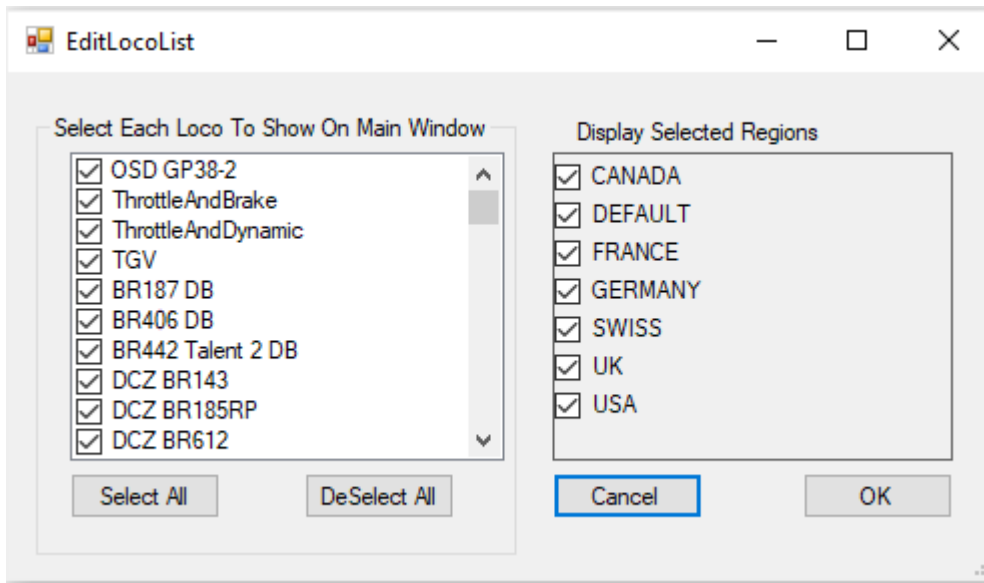 EditLocoList
Select Each Loco To Show On Main Window
OSD GP38-2
ThrottleAndBrake
ThrottleAndDynamic
TGV
BR187 DB
BR406 DB
BR442 Talent 2 DB
DCZ BR143
DCZ BR185RP
DCZ BR612
Select All
DeSelect All
Display Selected Regions
CANADA
DEFAULT
FRANCE
GERMANY
SWISS
UK
USA
Cancel
OK